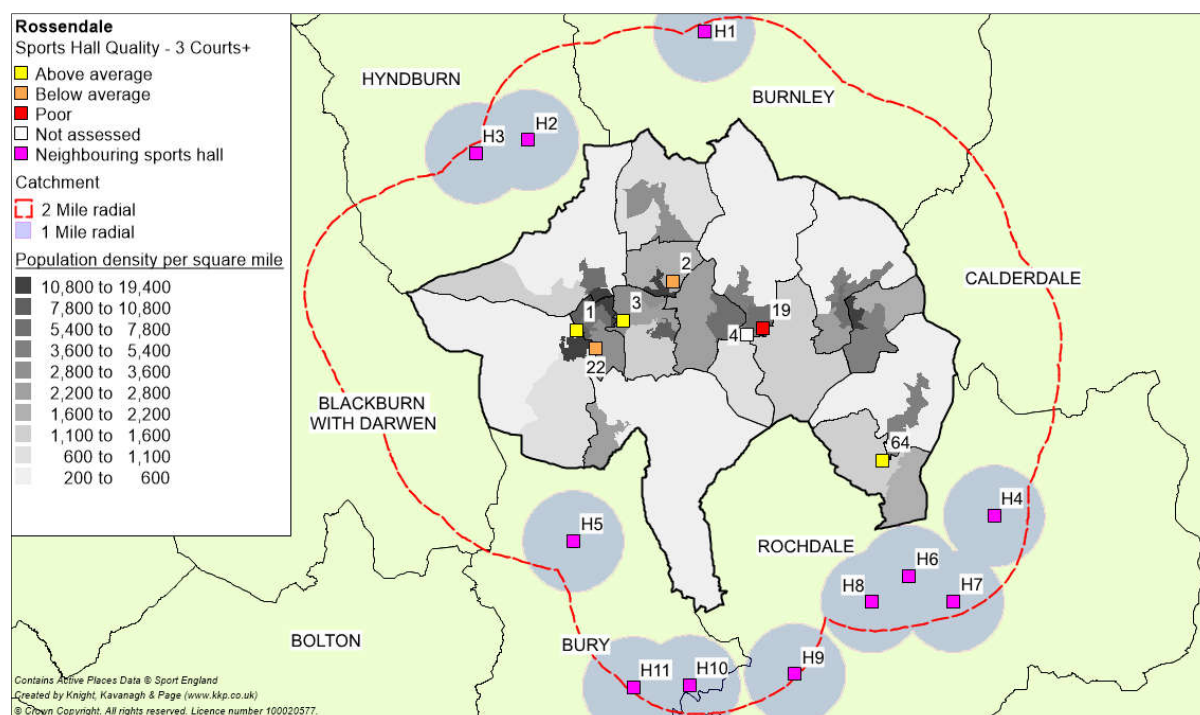 Rossendale
Sports Hall Quality - 3 Courts+
Above average
Below average
Poor
Not assessed
Neighbouring sports hall
Catchment
2 Mile radial
1 Mile radial
Population density per square mile
10,800 to 19,400
7,800 to 10,800
5,400 to 7,800
3,600 to 5,400
2,800 to 3,600
2,200 to 2,800
1,600 to 2,200
1,100 to 1,600
600 to 1,100
200 to 600
H1
HYNDBURN
BURNLEY
H2
H3
2
CALDERDALE
1
3
19
4
22
BLACKBURN
WITH DARWEN
64
H4
H5
ROCHDALE
H6
H8
H7
BOLTON
BURY
H9
H11
H10
Contains Active Places Data © Sport England
Created by Knight, Kavanagh & Page (www.kkp.co.uk)
© Crown Copyright. All rights reserved. Licence number 100020577.